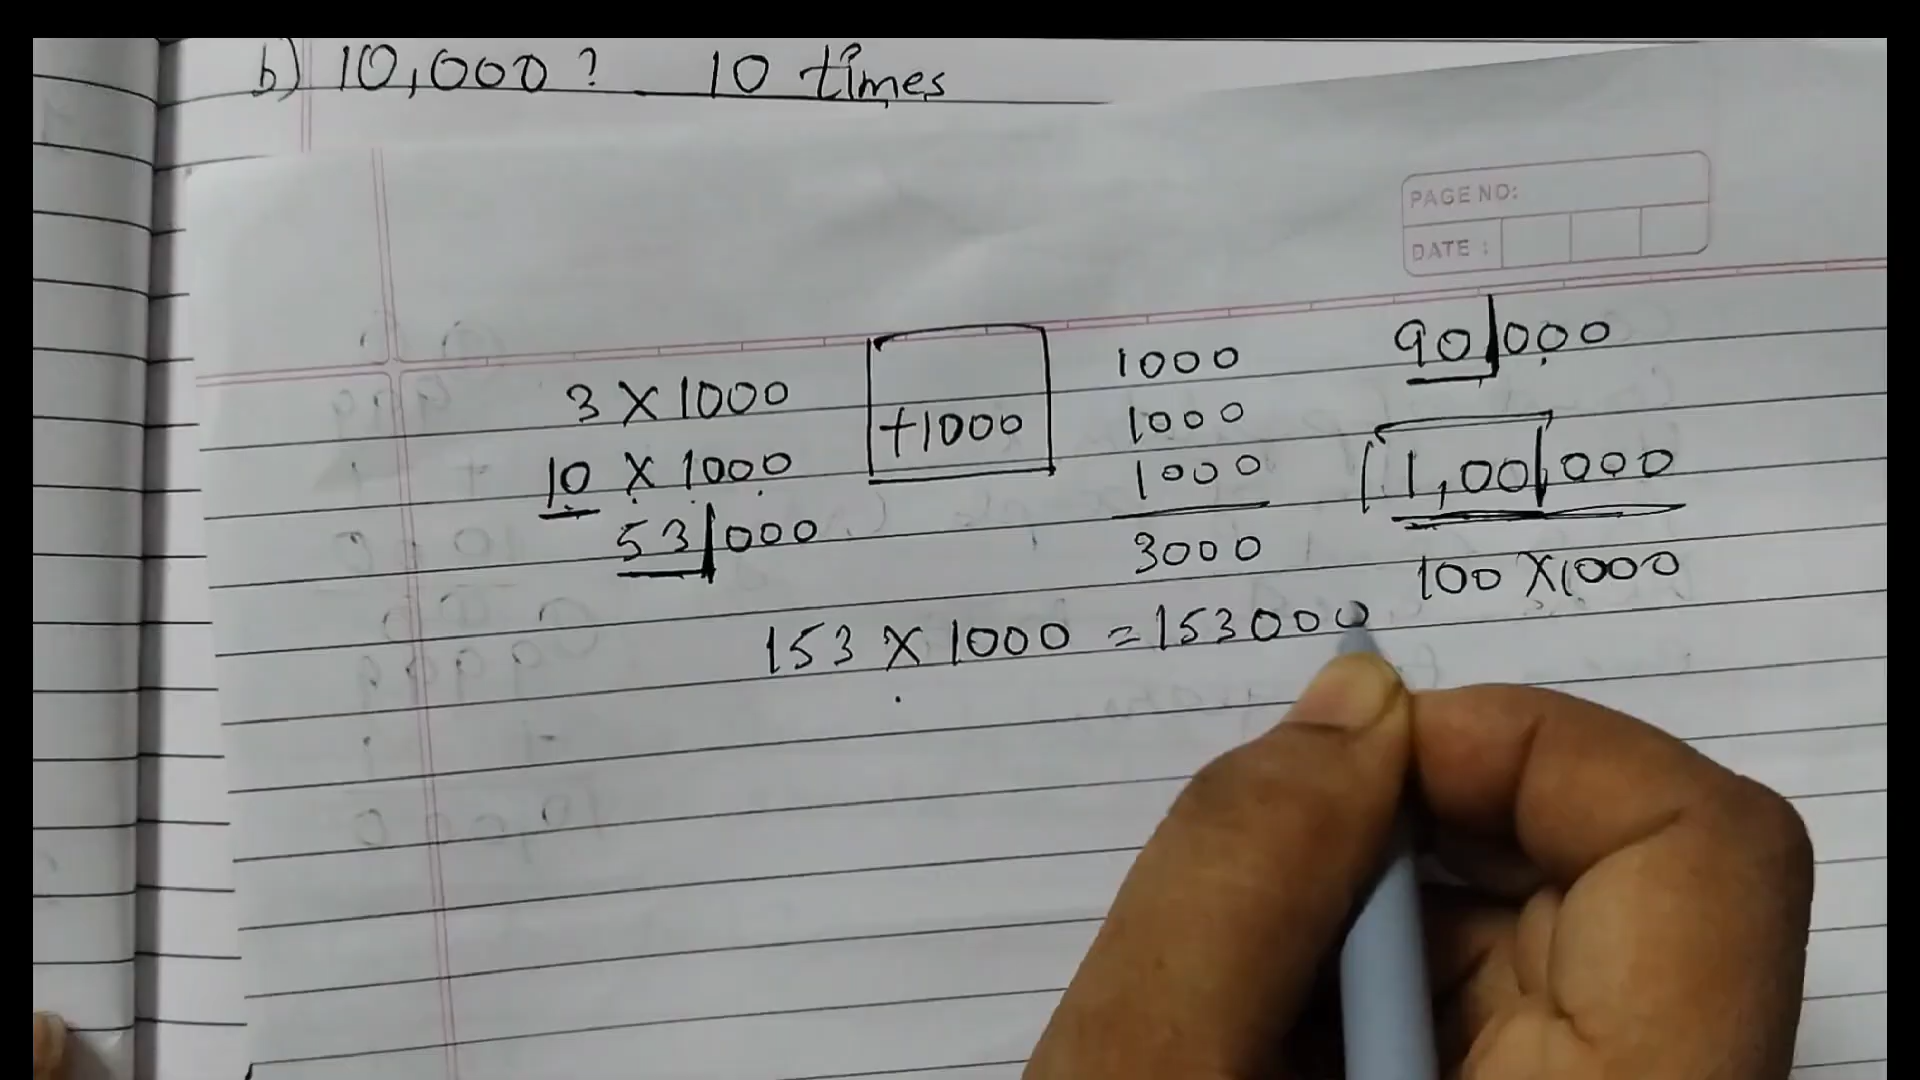 b) 10,000? 10 times
PAGE NO:
DATE :
3 X 1000
10 X 1000
53|000
+1000
1000
1000
1000
3000
90|000
1,00|000
100 X 1000
153 X 1000 = 153000